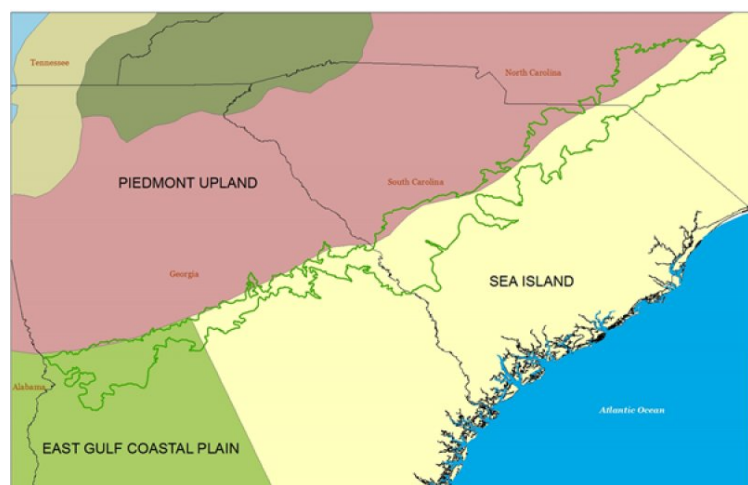 Tennessee
North Carolina
PIEDMONT UPLAND
South Carolina
Georgia
SEA ISLAND
Alabama
Atlantic Ocean
EAST GULF COASTAL PLAIN